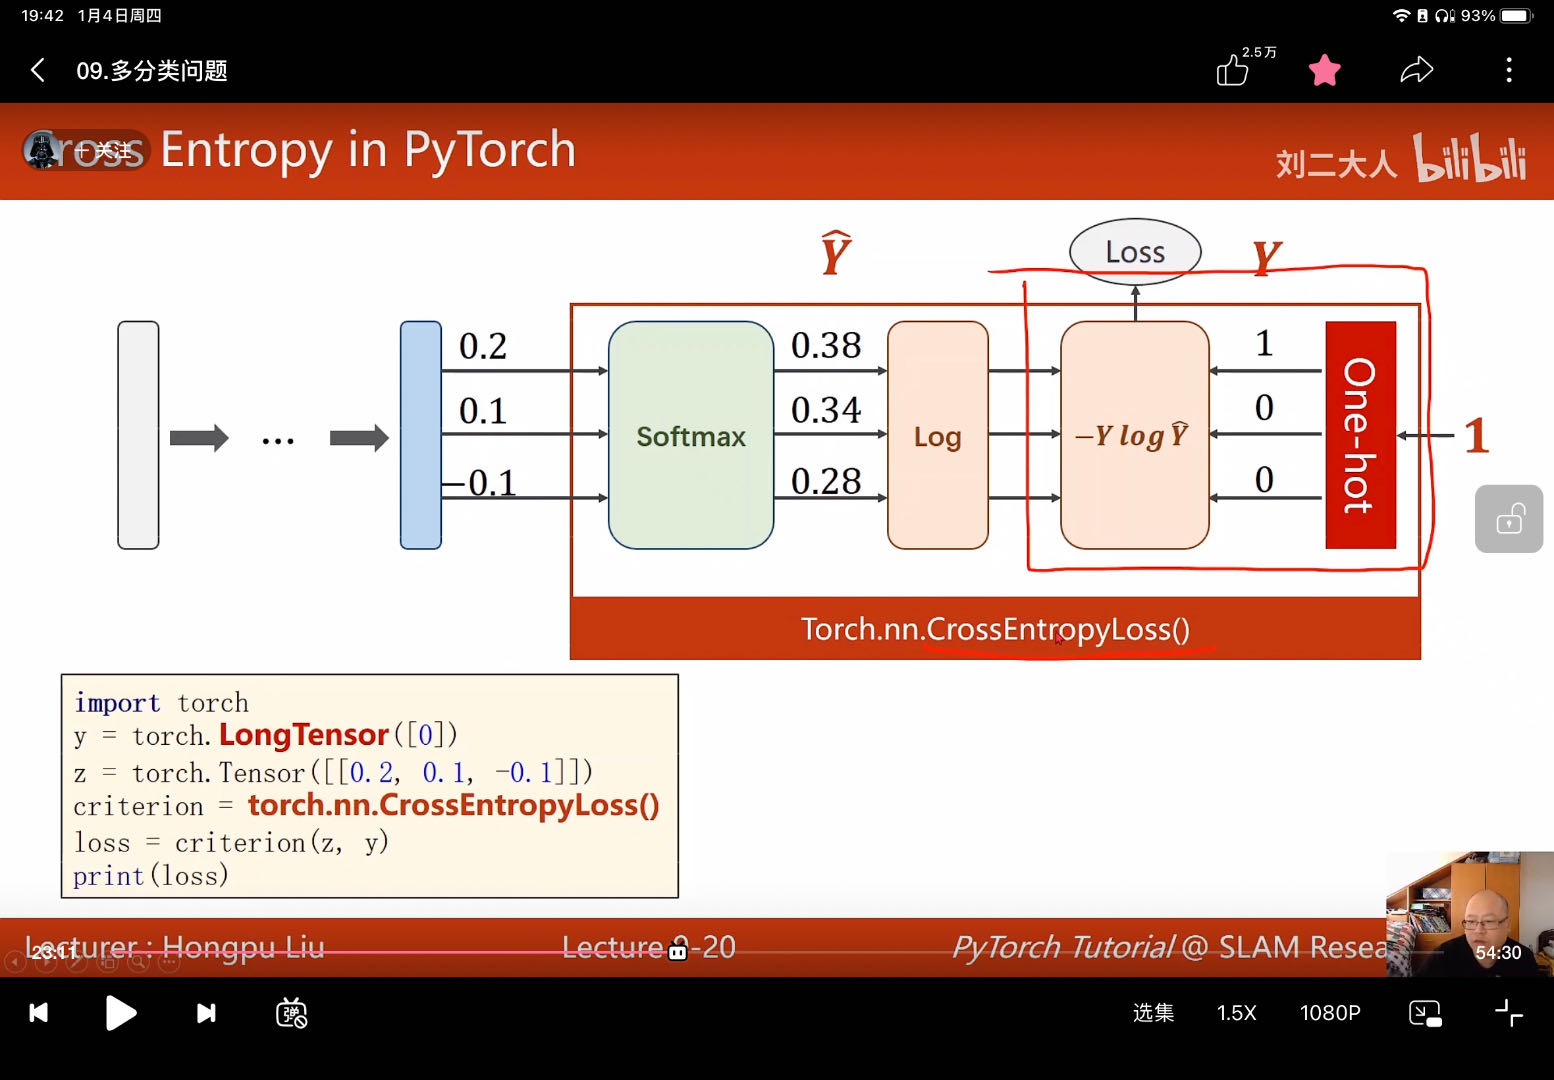 19:42 1月4日周四
93%
09.多分类问题
2.5万
Cross Entropy in PyTorch
+ 关注
刘二大人 bilibili
Ŷ
Loss
Y
0.2
0.38
1
0.1
0.34
0
−0.1
0.28
0
Softmax
Log
−Y log Ŷ
One-hot
1
Torch.nn.CrossEntropyLoss()
import torch
y = torch.LongTensor([0])
z = torch.Tensor([[0.2, 0.1, -0.1]])
criterion = torch.nn.CrossEntropyLoss()
loss = criterion(z, y)
print(loss)
Lecturer : Hongpu Liu
Lecture 9-20
PyTorch Tutorial @ SLAM Resea
23:11
54:30
弹
选集
1.5X
1080P